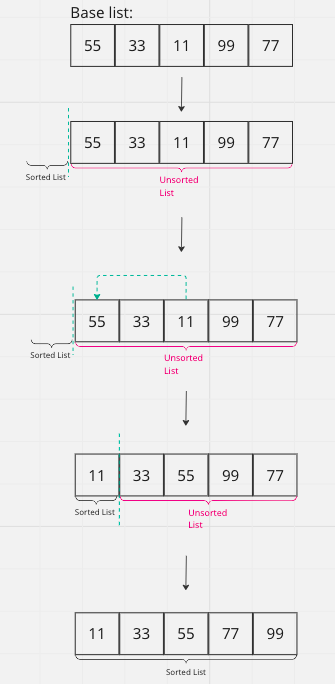 Base list:
55 33 11 99 77
55 33 11 99 77
Sorted List
Unsorted
List
55 33 11 99 77
Sorted List
Unsorted
List
11 33 55 99 77
Sorted List
Unsorted
List
11 33 55 77 99
Sorted List